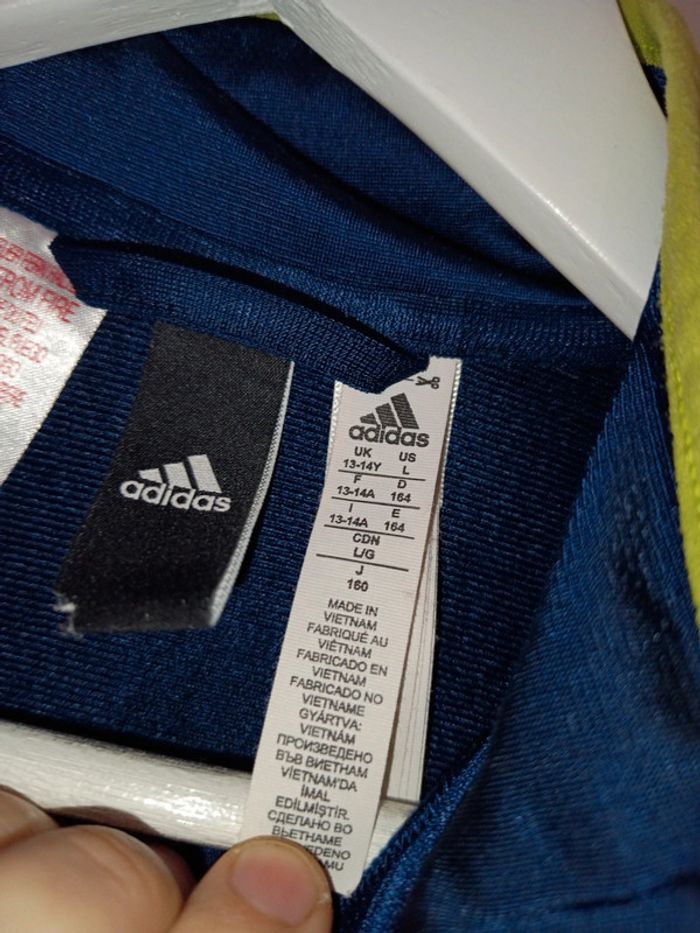 FROM FIRE
adidas
adidas
UK US
13-14Y L
F D
13-14A 164
I E
13-14A 164
CDN
L/G
J
160
MADE IN
VIETNAM
FABRIQUÉ AU
VIÊTNAM
FABRICADO EN
VIETNAM
FABRICADO NO
VIETNAME
GYÁRTVA:
VIETNÁM
ПРОИЗВЕДЕНО
ВЪВ ВИЕТНАМ
VİETNAM'DA
İMAL
EDİLMİŞTİR.
СДЕЛАНО ВО
ВЬЕТНАМЕ